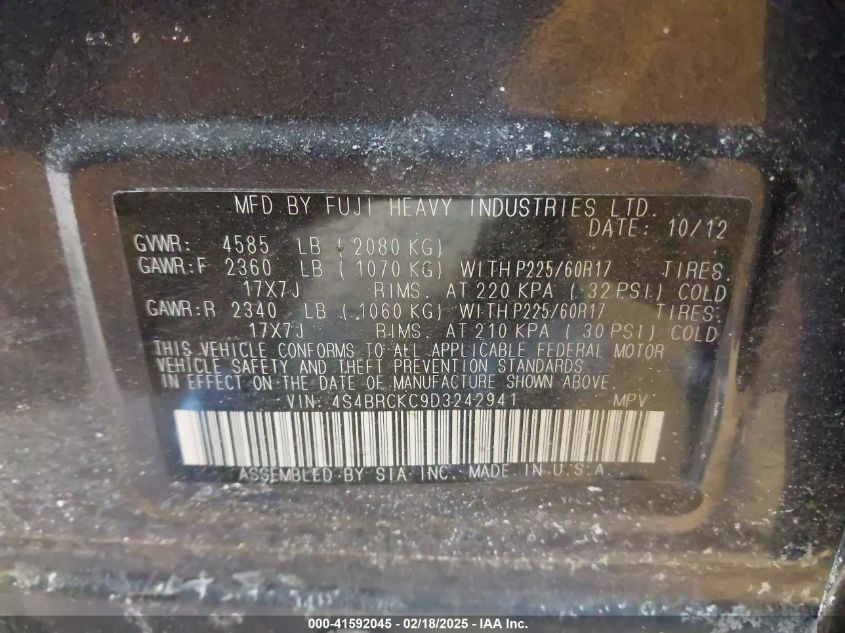 MFD BY FUJI HEAVY INDUSTRIES LTD.
DATE: 10/12
GVWR: 4585 LB ( 2080 KG)
GAWR:F 2360 LB ( 1070 KG) WITH P225/60R17 TIRES.
17X7J RIMS. AT 220 KPA ( 32 PSI) COLD
GAWR:R 2340 LB ( 1060 KG) WITH P225/60R17 TIRES.
17X7J RIMS. AT 210 KPA ( 30 PSI) COLD
THIS VEHICLE CONFORMS TO ALL APPLICABLE FEDERAL MOTOR
VEHICLE SAFETY AND THEFT PREVENTION STANDARDS
IN EFFECT ON THE DATE OF MANUFACTURE SHOWN ABOVE.
VIN: 4S4BRCKC9D3242941 MPV
ASSEMBLED BY SIA INC. MADE IN U.S.A
000-41592045 - 02/18/2025 - IAA Inc.